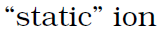 “static” ion